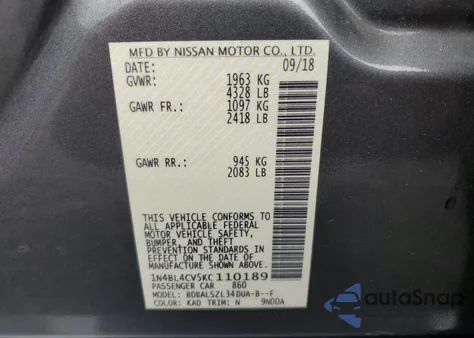 MFD BY NISSAN MOTOR CO., LTD.
DATE: 09/18
GVWR: 1963 KG
4328 LB
GAWR FR.: 1097 KG
2418 LB
GAWR RR.: 945 KG
2083 LB
THIS VEHICLE CONFORMS
TO ALL APPLICABLE FEDERAL
MOTOR VEHICLE SAFETY,
BUMPER, AND THEFT
PREVENTION STANDARDS
IN EFFECT ON THE DATE OF
MANUFACTURE SHOWN ABOVE.
1N4BL4CV5KC110189
PASSENGER CAR 860
MODEL: BDBALSZL34DUA-B--F
COLOR: KAD TRIM: N 9N00A
autoSnap